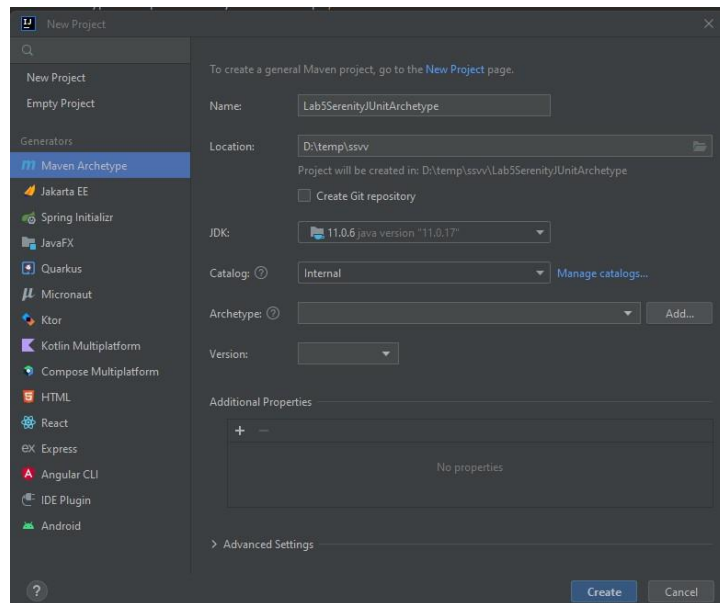 New Project
New Project
Empty Project
Generators
Maven Archetype
Jakarta EE
Spring Initializr
JavaFX
Quarkus
Micronaut
Ktor
Kotlin Multiplatform
Compose Multiplatform
HTML
React
Express
Angular CLI
IDE Plugin
Android
To create a general Maven project, go to the New Project page.
Name: Lab5SerenityJUnitArchetype
Location: D:\temp\ssvv
Project will be created in: D:\temp\ssvv\Lab5SerenityJUnitArchetype
Create Git repository
JDK: 11.0.6 java version "11.0.17"
Catalog: Internal Manage catalogs...
Archetype: Add...
Version:
Additional Properties
No properties
Advanced Settings
Create Cancel